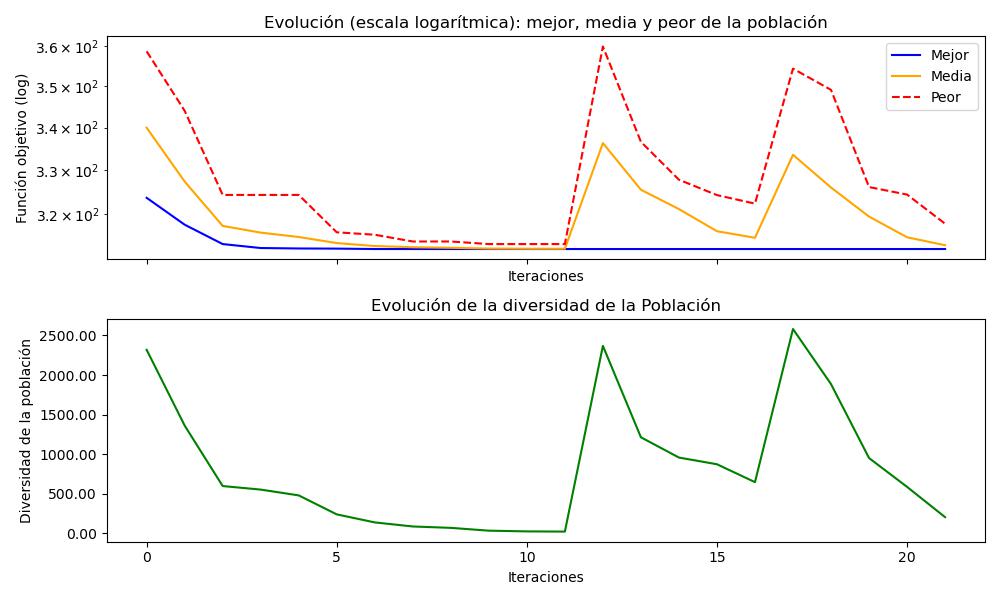 Evolución (escala logarítmica): mejor, media y peor de la población
Función objetivo (log)
3.6 × 10²
3.5 × 10²
3.4 × 10²
3.3 × 10²
3.2 × 10²
Mejor
Media
Peor
Iteraciones
Evolución de la diversidad de la Población
Diversidad de la población
2500.00
2000.00
1500.00
1000.00
500.00
0.00
0 5 10 15 20
Iteraciones